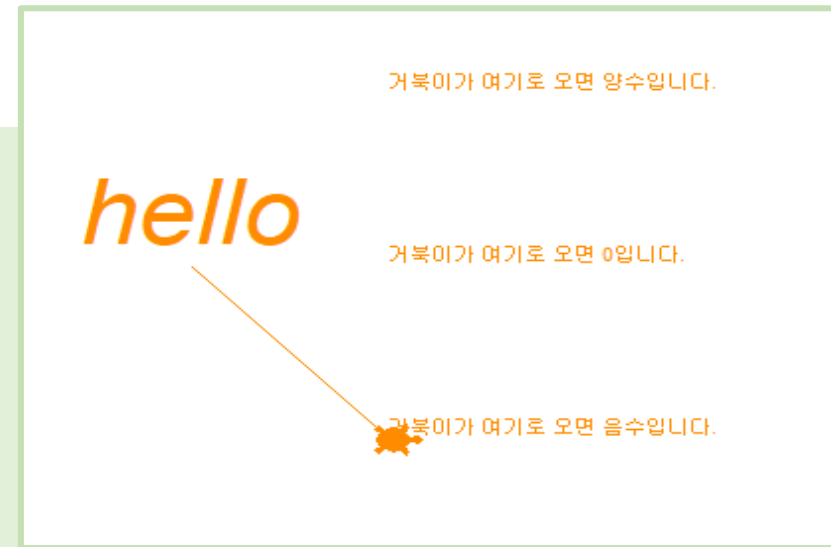 거북이가 여기로 오면 양수입니다.
hello
거북이가 여기로 오면 0입니다.
거북이가 여기로 오면 음수입니다.